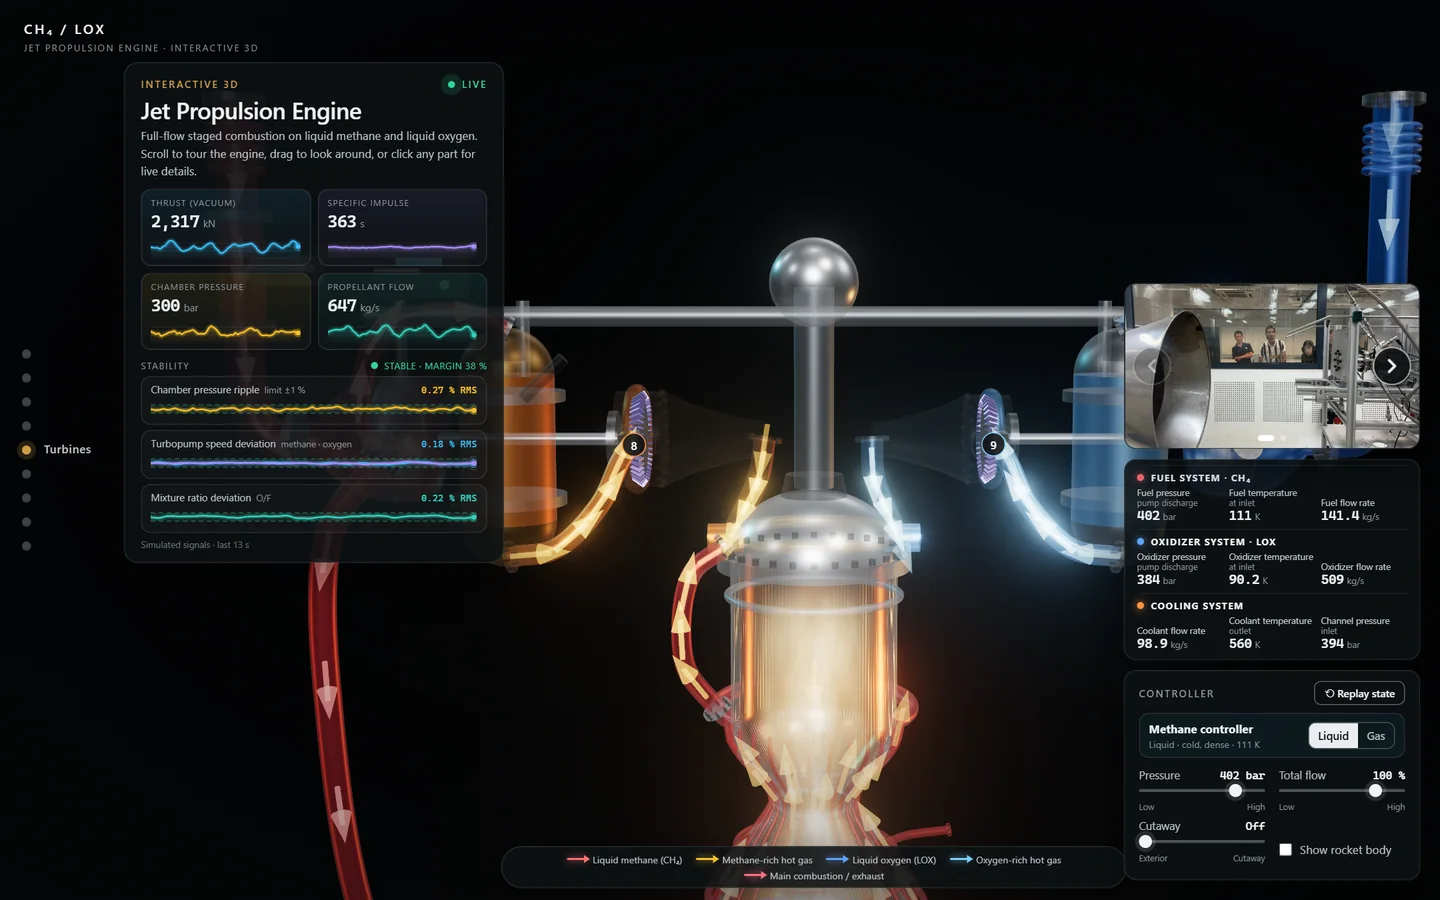 CH₄ / LOX
JET PROPULSION ENGINE · INTERACTIVE 3D
INTERACTIVE 3D
LIVE
Jet Propulsion Engine
Full-flow staged combustion on liquid methane and liquid oxygen.
Scroll to tour the engine, drag to look around, or click any part for
live details.
THRUST (VACUUM)
2,317 kN
SPECIFIC IMPULSE
363 s
CHAMBER PRESSURE
300 bar
PROPELLANT FLOW
647 kg/s
STABILITY
STABLE · MARGIN 38 %
Chamber pressure ripple limit ±1 %
0.27 % RMS
Turbopump speed deviation methane · oxygen
0.18 % RMS
Mixture ratio deviation O/F
0.22 % RMS
Simulated signals · last 13 s
Turbines
8
9
FUEL SYSTEM · CH₄
Fuel pressure
pump discharge
402 bar
Fuel temperature
at inlet
111 K
Fuel flow rate
141.4 kg/s
OXIDIZER SYSTEM · LOX
Oxidizer pressure
pump discharge
384 bar
Oxidizer temperature
at inlet
90.2 K
Oxidizer flow rate
509 kg/s
COOLING SYSTEM
Coolant flow rate
98.9 kg/s
Coolant temperature
outlet
560 K
Channel pressure
inlet
394 bar
CONTROLLER
Replay state
Methane controller
Liquid · cold, dense · 111 K
Liquid
Gas
Pressure
402 bar
Low
High
Total flow
100 %
Low
High
Cutaway
Off
Exterior
Cutaway
Show rocket body
Liquid methane (CH₄)
Methane-rich hot gas
Liquid oxygen (LOX)
Oxygen-rich hot gas
Main combustion / exhaust